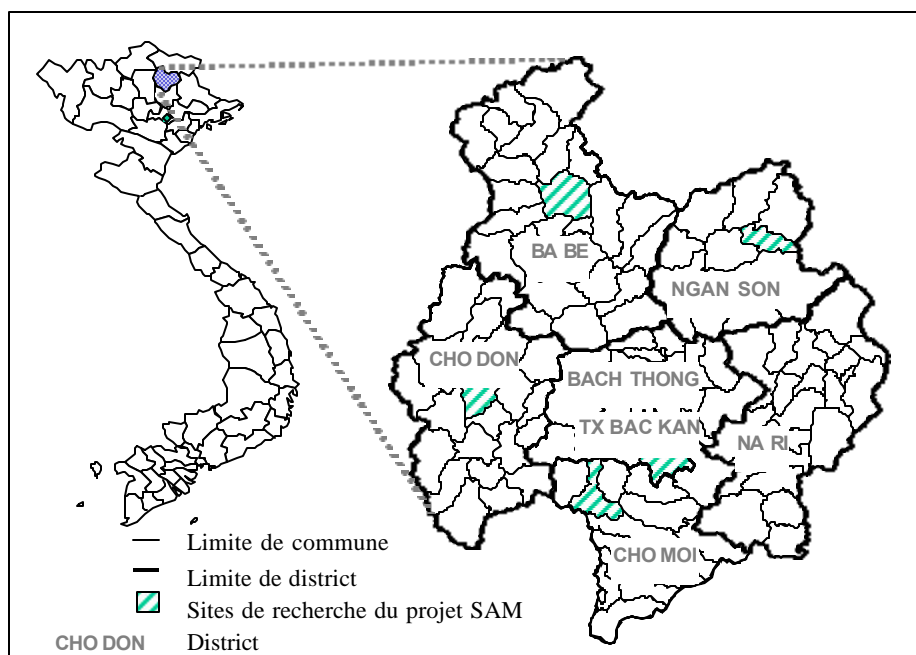 BA BE
NGAN SON
CHO DON
BACH THONG
TX BAC KAN
NA RI
CHO MOI
Limite de commune
Limite de district
Sites de recherche du projet SAM
CHO DON District